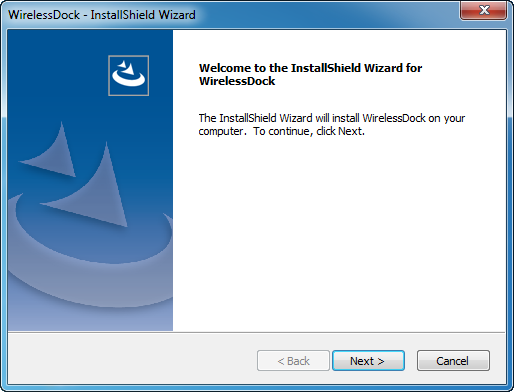 WirelessDock - InstallShield Wizard
Welcome to the InstallShield Wizard for
WirelessDock
The InstallShield Wizard will install WirelessDock on your
computer.  To continue, click Next.
< Back
Next >
Cancel